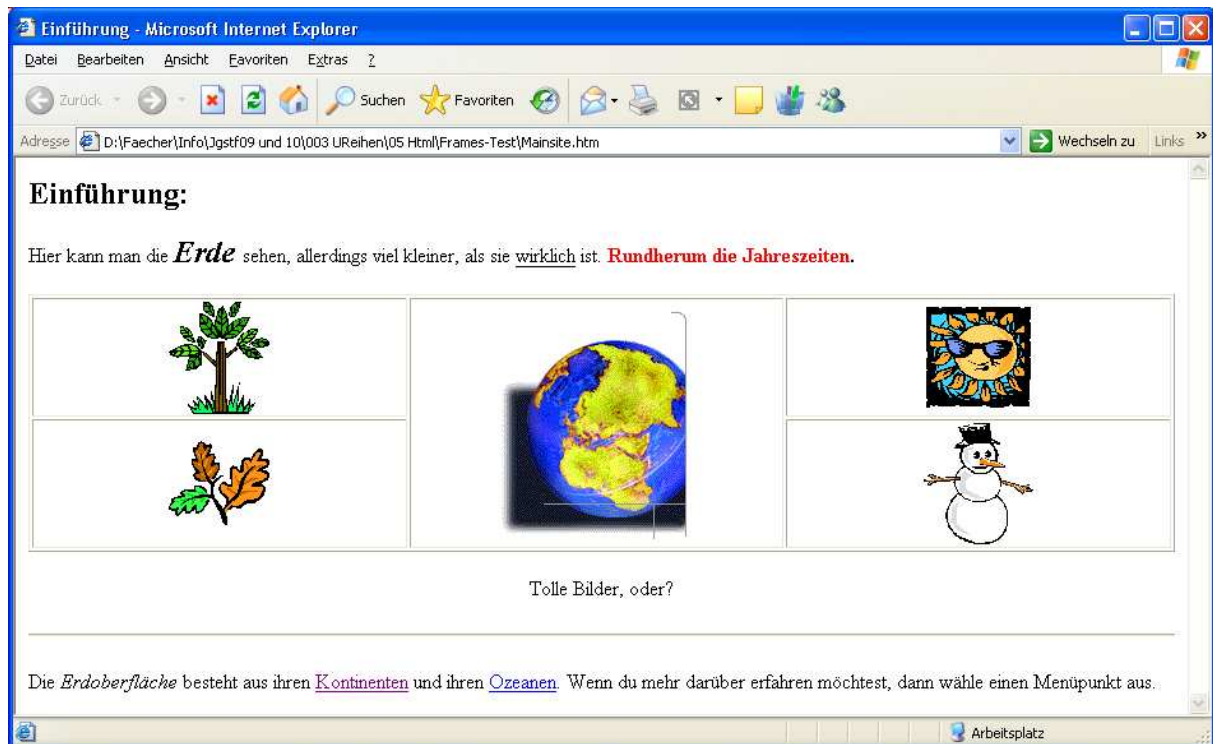 Einführung - Microsoft Internet Explorer
Datei Bearbeiten Ansicht Favoriten Extras ?
Zurück Suchen Favoriten
Adresse D:\Faecher\Info\Jgstf09 und 10\003 UReihen\05 Html\Frames-Test\Mainsite.htm Wechseln zu Links »
Einführung:
Hier kann man die Erde sehen, allerdings viel kleiner, als sie wirklich ist. Rundherum die Jahreszeiten.
Tolle Bilder, oder?
Die Erdoberfläche besteht aus ihren Kontinenten und ihren Ozeanen. Wenn du mehr darüber erfahren möchtest, dann wähle einen Menüpunkt aus.
Arbeitsplatz